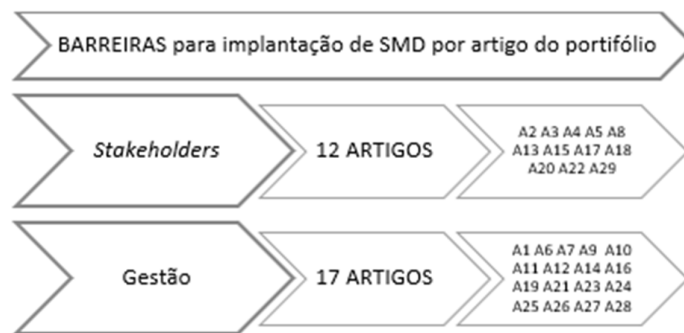 BARREIRAS para implantação de SMD por artigo do portifólio
Stakeholders
12 ARTIGOS
A2 A3 A4 A5 A8
A13 A15 A17 A18
A20 A22 A29
Gestão
17 ARTIGOS
A1 A6 A7 A9 A10
A11 A12 A14 A16
A19 A21 A23 A24
A25 A26 A27 A28